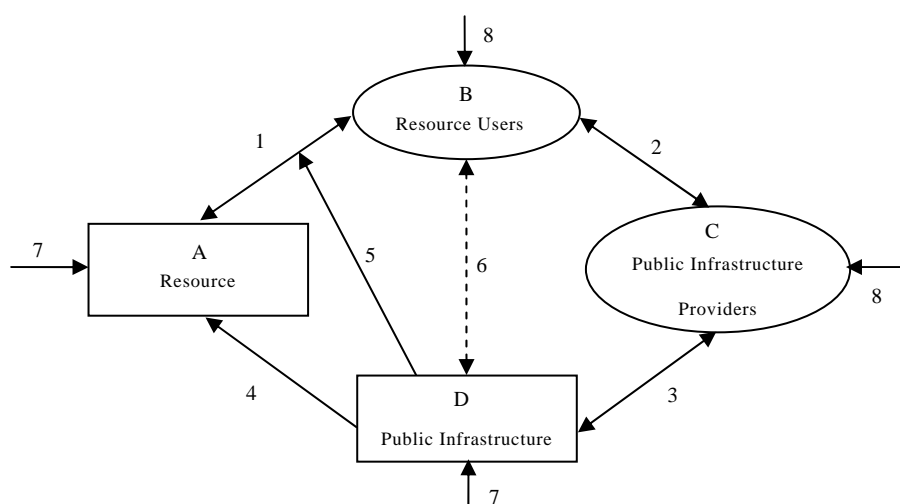 8
B
Resource Users
1
2
A
Resource
7
5
6
C
Public Infrastructure
Providers
8
4
D
Public Infrastructure
3
7